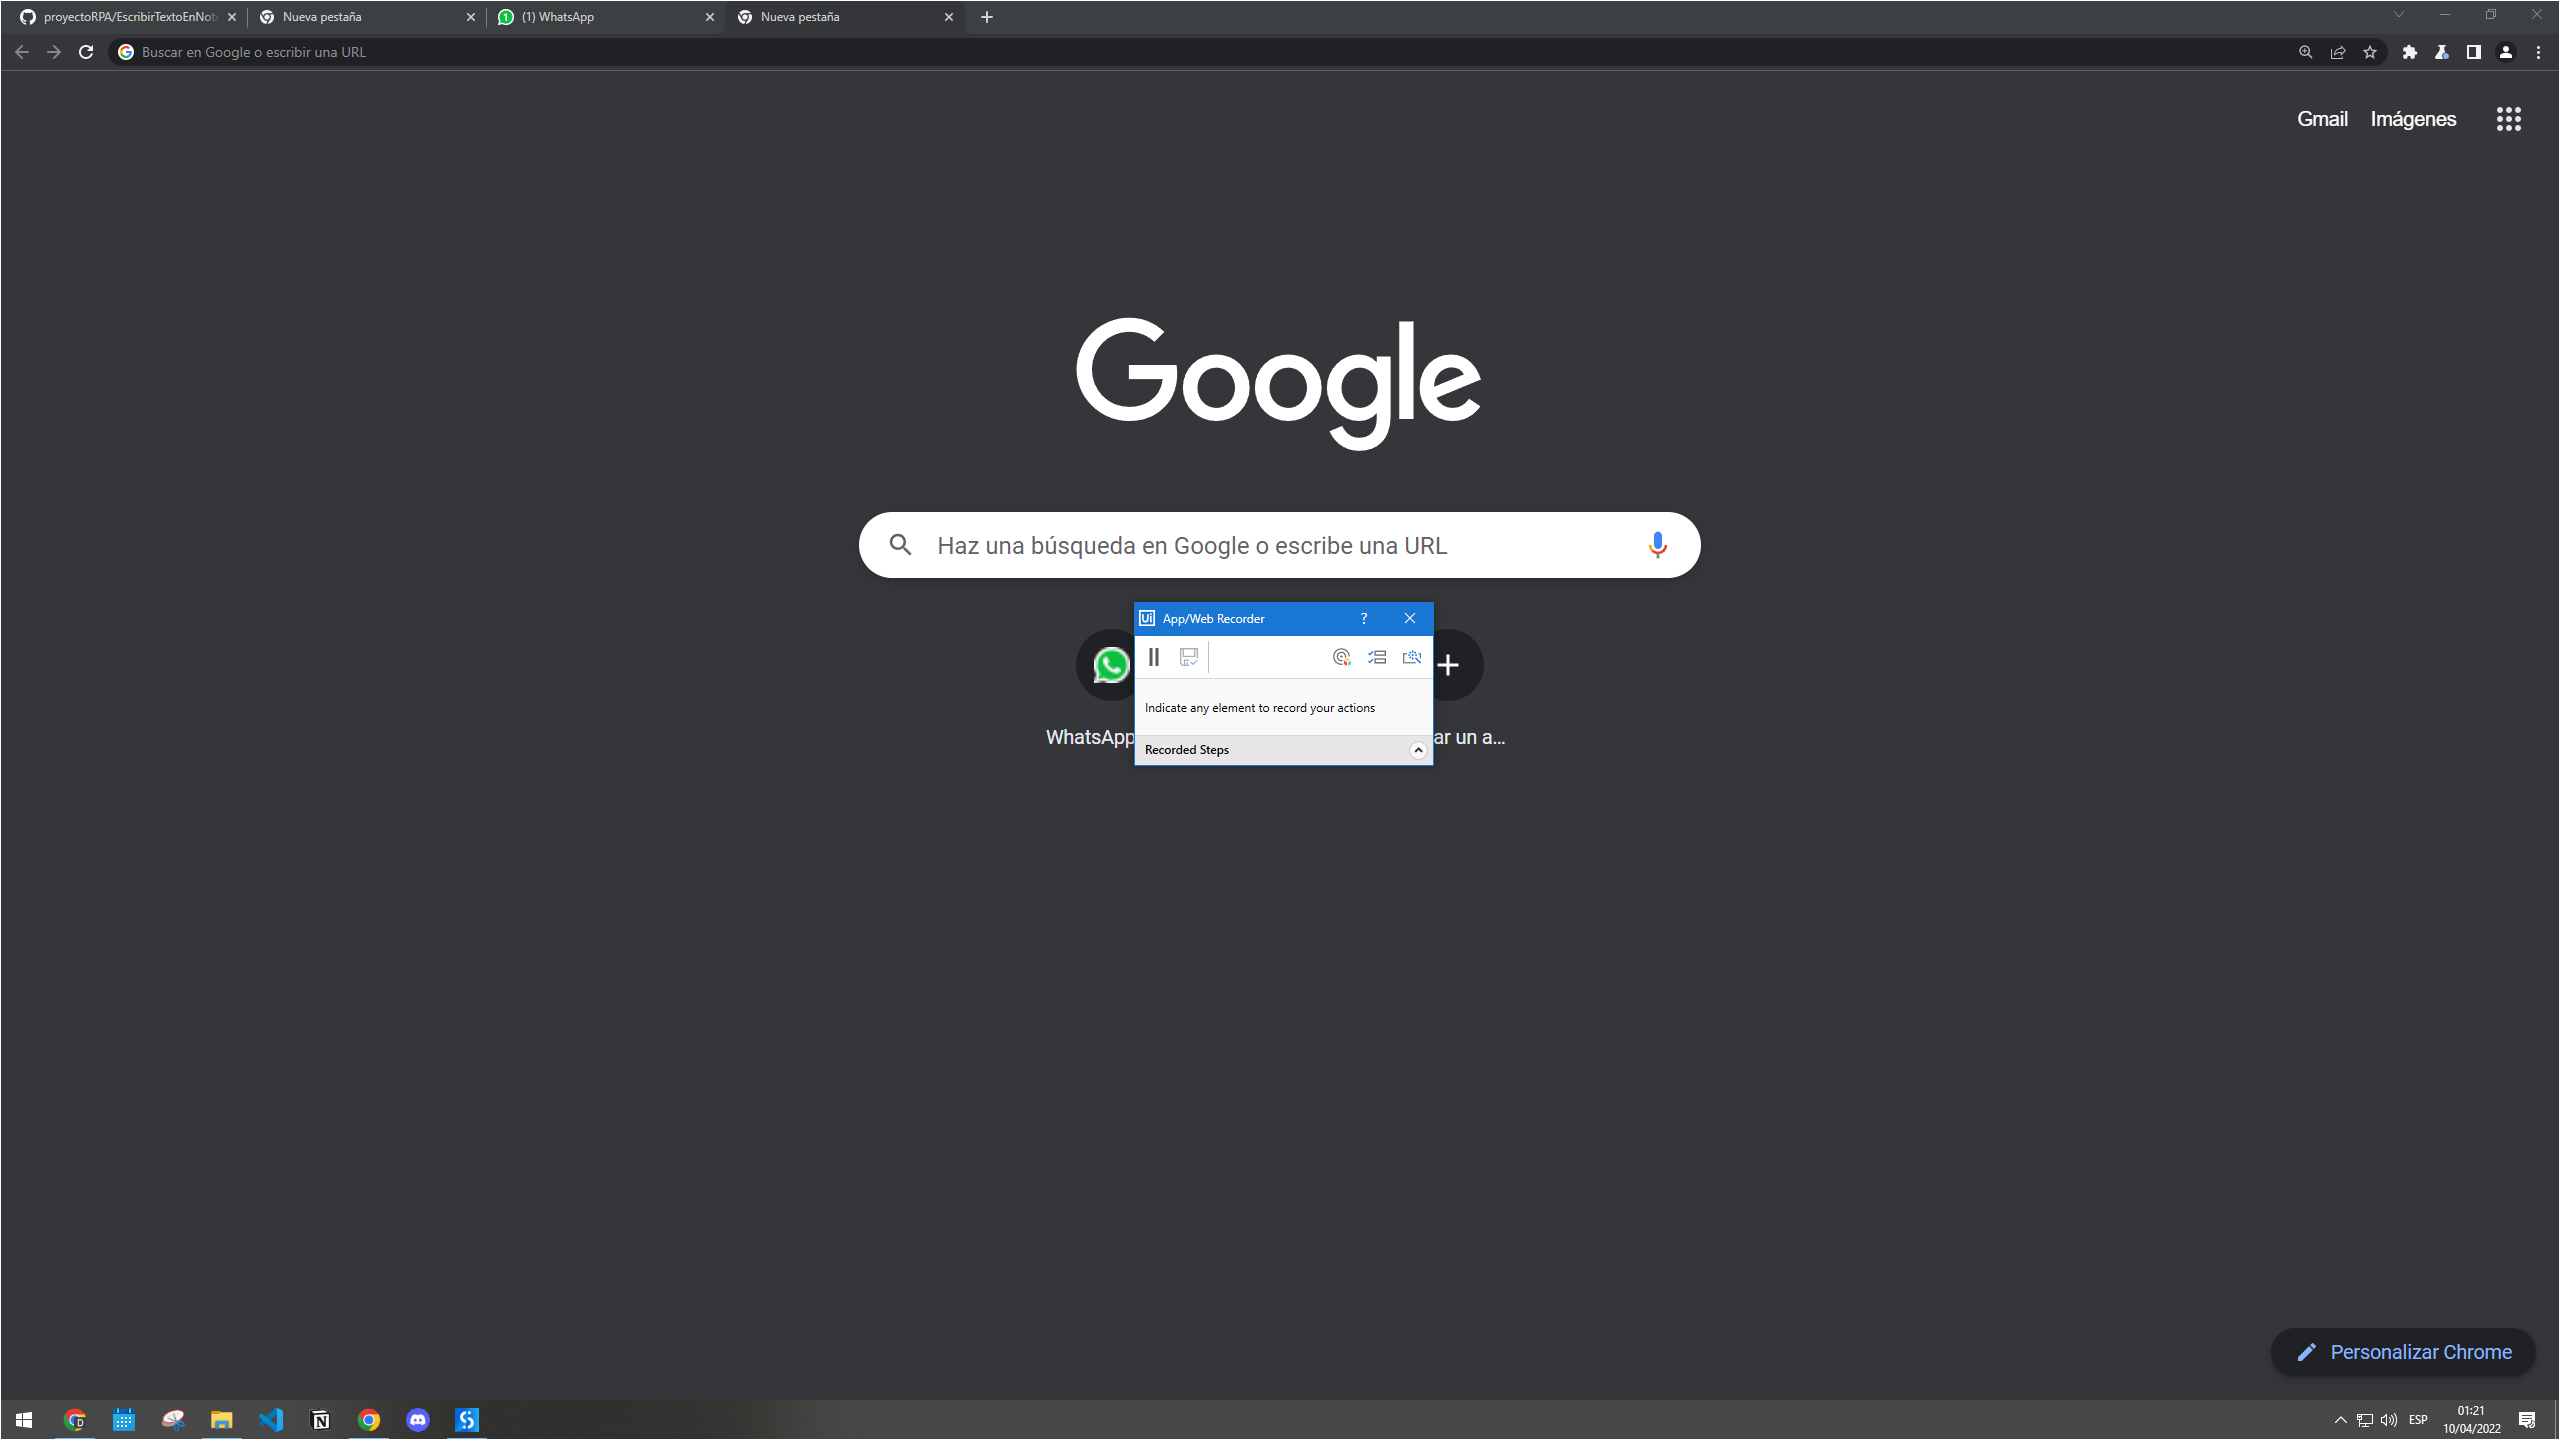 proyectoRPA/EscribirTextoEnNot
Nueva pestaña
(1) WhatsApp
Nueva pestaña
Buscar en Google o escribir una URL
Gmail
Imágenes
Google
Haz una búsqueda en Google o escribe una URL
Ui App/Web Recorder
?
Indicate any element to record your actions
WhatsApp
ar un a...
Recorded Steps
Personalizar Chrome
ESP
01:21
10/04/2022